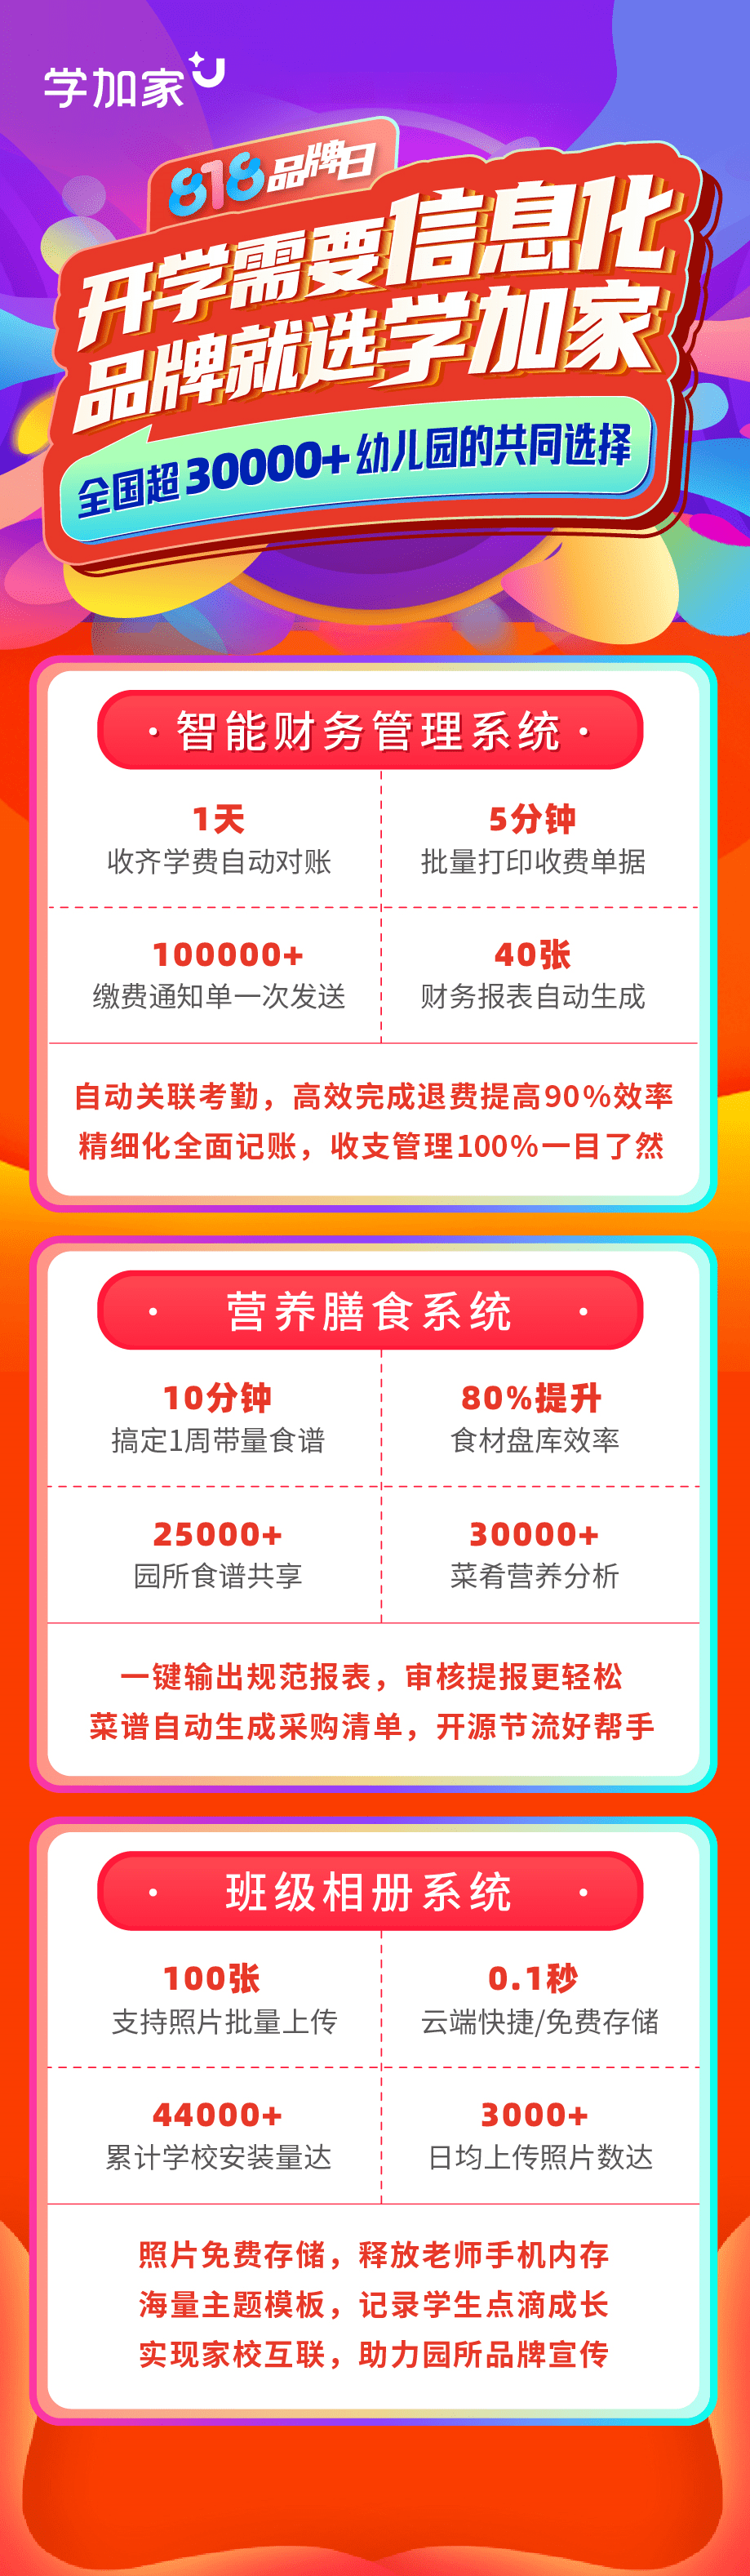 学加家
818品牌日
开学需要信息化
品牌就选学加家
全国超30000+幼儿园的共同选择
·智能财务管理系统·
1天
收齐学费自动对账
5分钟
批量打印收费单据
100000+
缴费通知单一次发送
40张
财务报表自动生成
自动关联考勤，高效完成退费提高90%效率
精细化全面记账，收支管理100%一目了然
· 营养膳食系统 ·
10分钟
搞定1周带量食谱
80%提升
食材盘库效率
25000+
园所食谱共享
30000+
菜肴营养分析
一键输出规范报表，审核提报更轻松
菜谱自动生成采购清单，开源节流好帮手
· 班级相册系统 ·
100张
支持照片批量上传
0.1秒
云端快捷/免费存储
44000+
累计学校安装量达
3000+
日均上传照片数达
照片免费存储，释放老师手机内存
海量主题模板，记录学生点滴成长
实现家校互联，助力园所品牌宣传